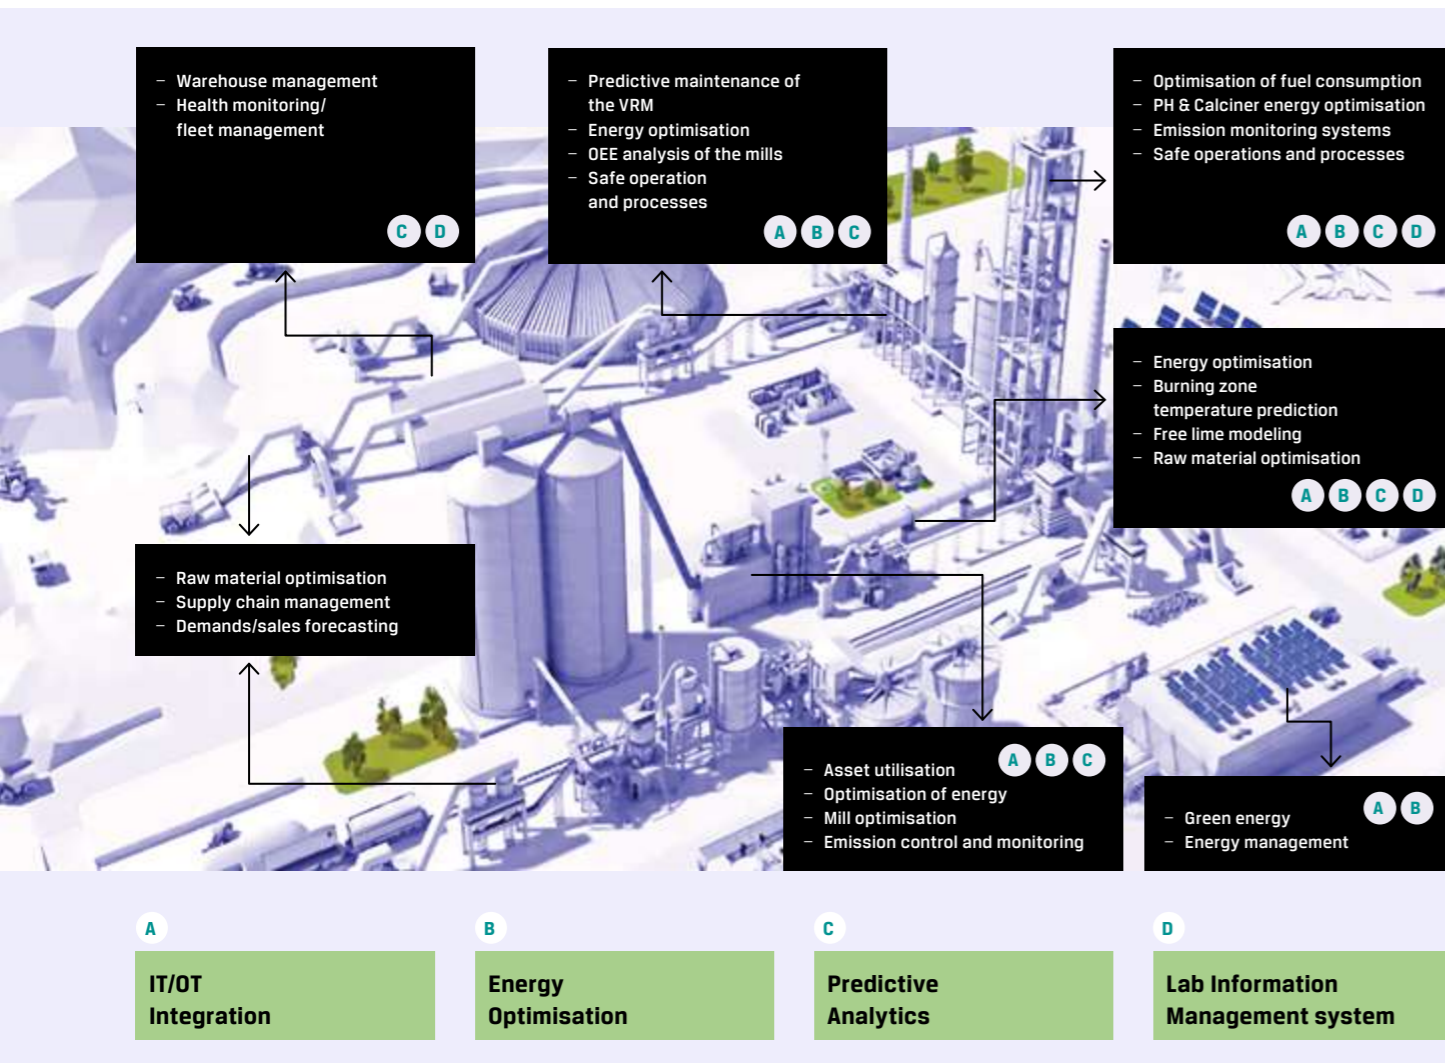 – Warehouse management
– Health monitoring/
fleet management
C D
– Predictive maintenance of
the VRM
– Energy optimisation
– OEE analysis of the mills
– Safe operation
and processes
A B C
– Optimisation of fuel consumption
– PH & Calciner energy optimisation
– Emission monitoring systems
– Safe operations and processes
A B C D
– Energy optimisation
– Burning zone
temperature prediction
– Free lime modeling
– Raw material optimisation
A B C D
– Raw material optimisation
– Supply chain management
– Demands/sales forecasting
A B C
– Asset utilisation
– Optimisation of energy
– Mill optimisation
– Emission control and monitoring
A B
– Green energy
– Energy management
A
IT/OT
Integration
B
Energy
Optimisation
C
Predictive
Analytics
D
Lab Information
Management system